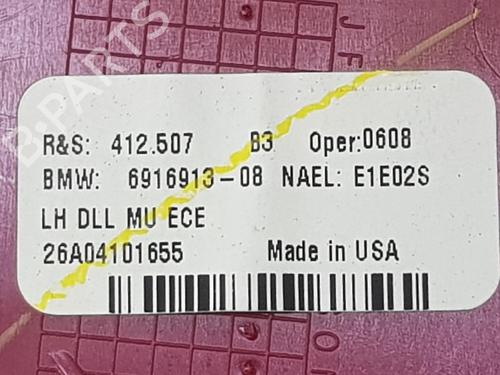 R&S: 412.507 B3 Oper:0608
BMW: 6916913-08 NAEL: E1E02S
LH DLL MU ECE
26A04101655 Made in USA
B-PARTS